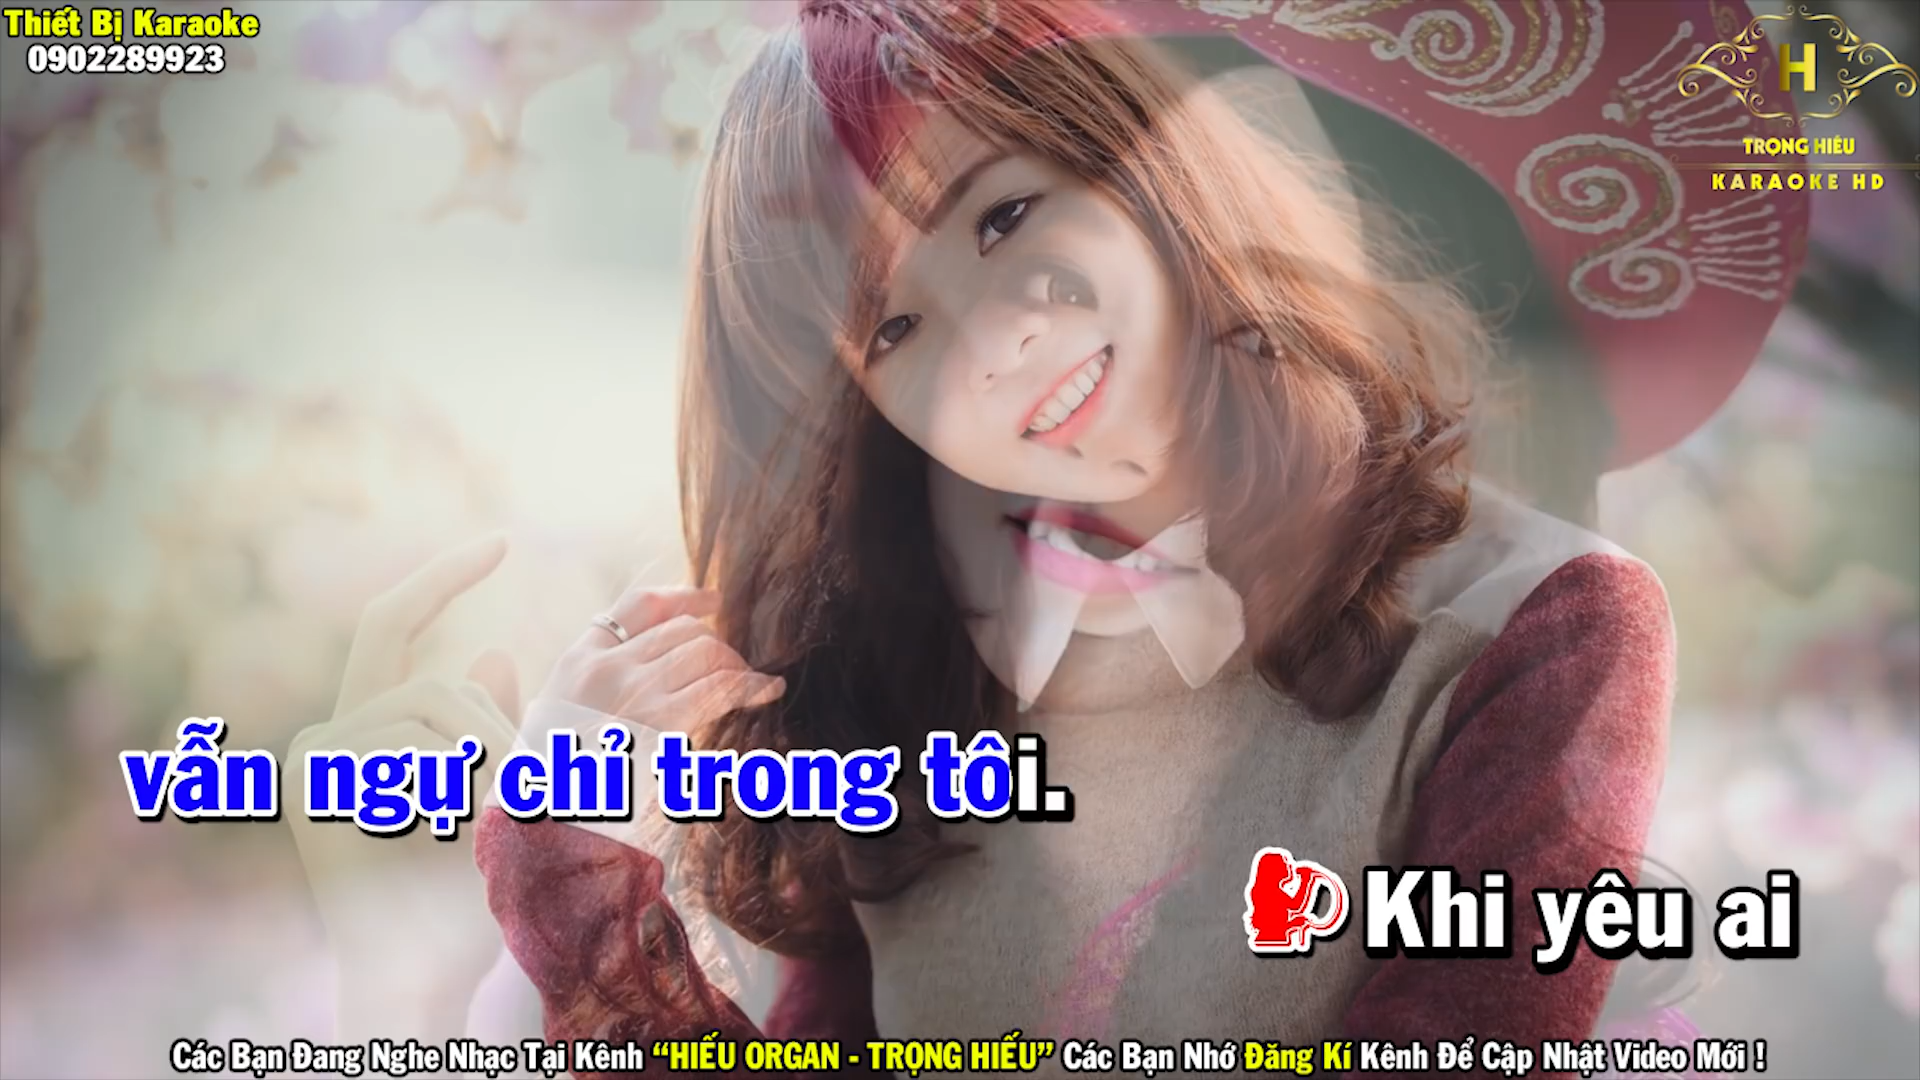 Thiết Bị Karaoke
0902289923
H
TRỌNG HIẾU
KARAOKE HD
vẫn ngự chỉ trong tôi.
Khi yêu ai
Các Bạn Đang Nghe Nhạc Tại Kênh “HIẾU ORGAN - TRỌNG HIẾU” Các Bạn Nhớ Đăng Kí Kênh Để Cập Nhật Video Mới !